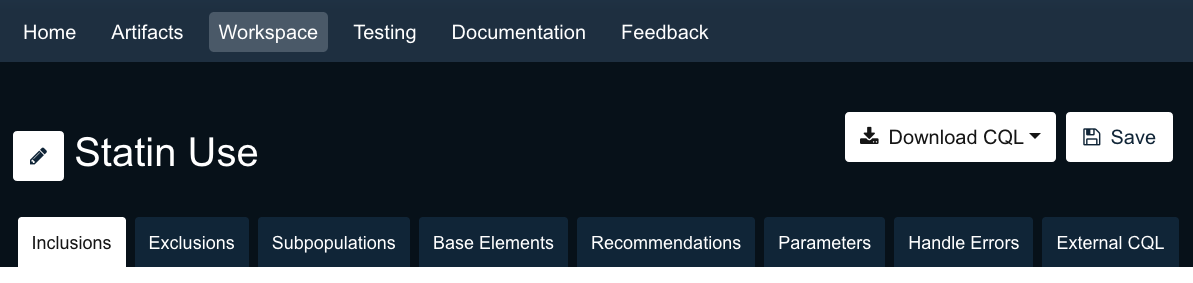 Home Artifacts Workspace Testing Documentation Feedback
Statin Use
Download CQL Save
Inclusions Exclusions Subpopulations Base Elements Recommendations Parameters Handle Errors External CQL